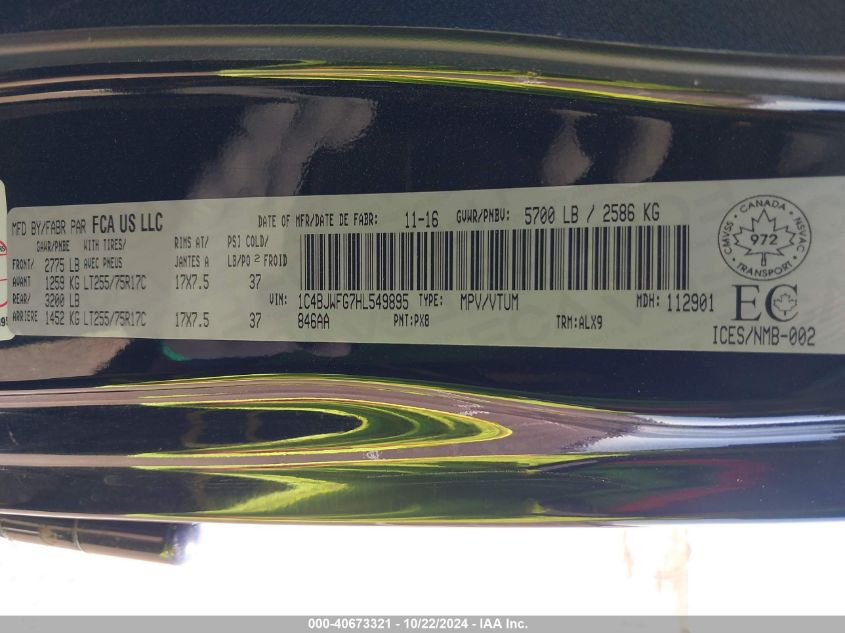 MFD BY/FABR PAR FCA US LLC
DATE OF MFR/DATE DE FABR: 11-16 GVWR/PNBV: 5700 LB / 2586 KG
GAWR/PNBE WITH TIRES/ RIMS AT/ PSI COLD/
AVEC PNEUS JANTES A LB/PO 2 FROID
FRONT/ 2775 LB
AVANT 1259 KG LT255/75R17C 17X7.5 37
REAR/ 3200 LB
ARRIERE 1452 KG LT255/75R17C 17X7.5 37
VIN: 1C4BJWFG7HL549895 TYPE: MPV/VTUM MDH: 112901
846AA PNT:PX8 TRM:ALX9
CANADA
CMVSS 972 NSVAC
EC
ICES/NMB-002
000-40673321 - 10/22/2024 - IAA Inc.